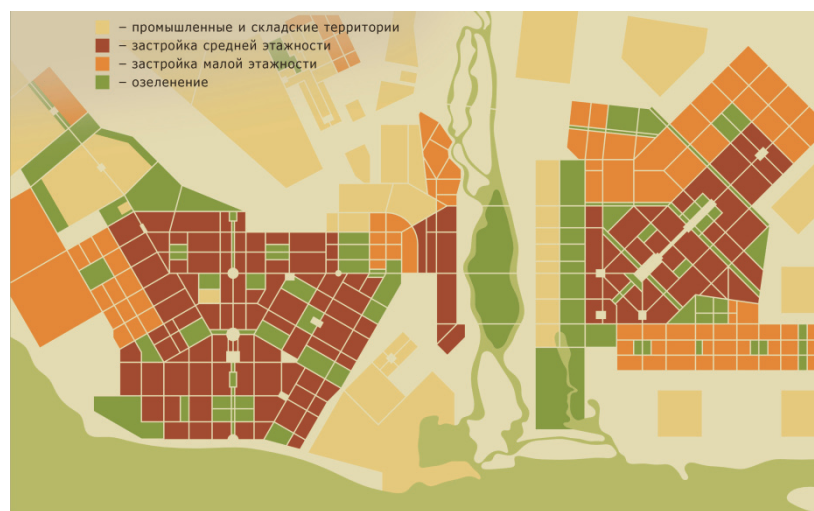 – промышленные и складские территории
– застройка средней этажности
– застройка малой этажности
– озеленение